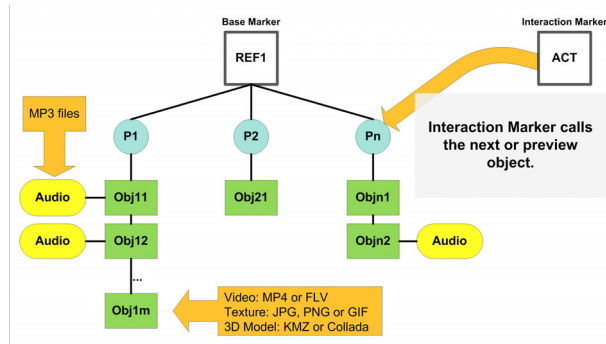 Base Marker
Interaction Marker
REF1
ACT
MP3 files
P1
P2
Pn
Interaction Marker calls
the next or preview
object.
Audio
Obj11
Obj21
Objn1
Audio
Obj12
Objn2
Audio
...
Obj1m
Video: MP4 or FLV
Texture: JPG, PNG or GIF
3D Model: KMZ or Collada